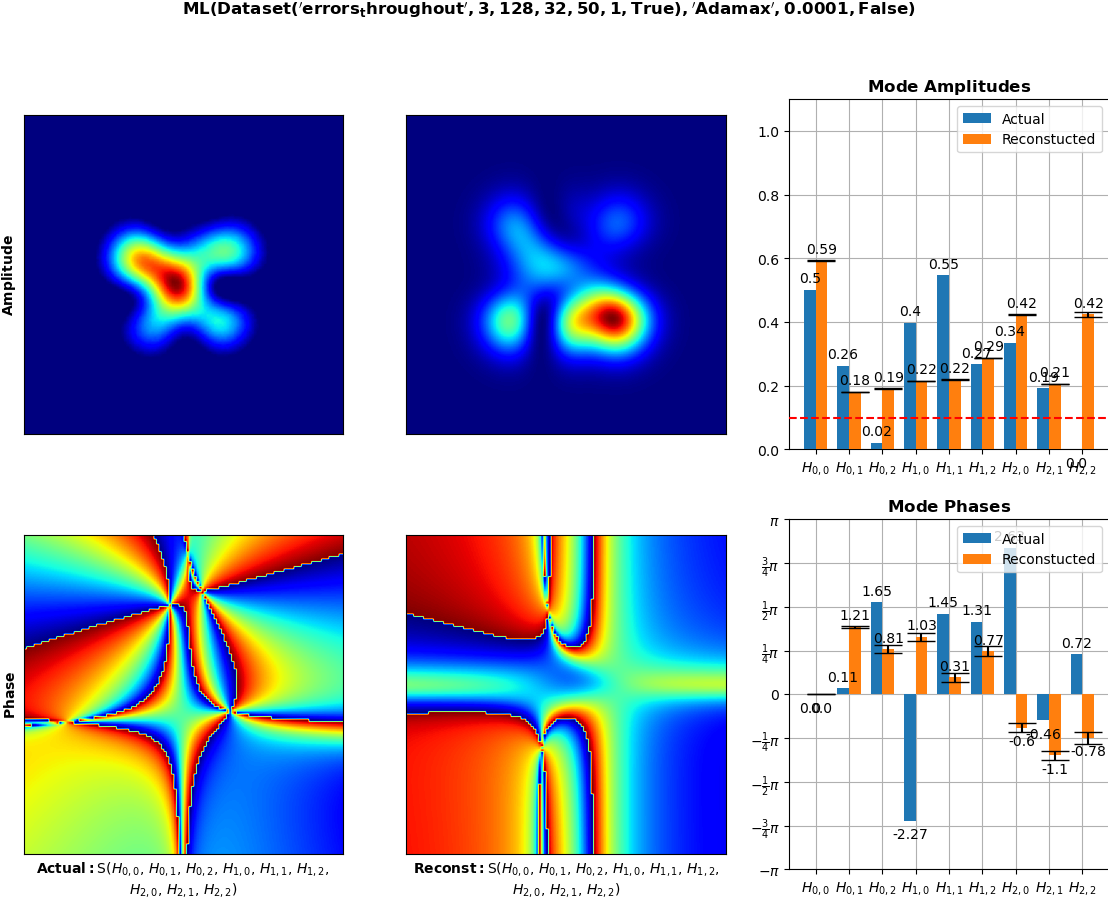 ML(Dataset('errors_throughout', 3, 128, 32, 50, 1, True), 'Adamax', 0.0001, False)
Amplitude
Mode Amplitudes
Actual
Reconstucted
1.0
0.8
0.6
0.4
0.2
0.0
0.5
0.59
0.26
0.18
0.02
0.19
0.4
0.22
0.55
0.22
0.27
0.29
0.34
0.42
0.19
0.21
0.0
0.42
H0,0 H0,1 H0,2 H1,0 H1,1 H1,2 H2,0 H2,1 H2,2
Phase
Actual:S(H0,0, H0,1, H0,2, H1,0, H1,1, H1,2,
H2,0, H2,1, H2,2)
Reconst:S(H0,0, H0,1, H0,2, H1,0, H1,1, H1,2,
H2,0, H2,1, H2,2)
Mode Phases
Actual
Reconstucted
π
3/4π
1/2π
1/4π
0
−1/4π
−1/2π
−3/4π
−π
0.0
0.0
0.11
1.21
1.65
0.81
-2.27
1.03
1.45
0.31
1.31
0.77
-0.6
-0.46
-1.1
0.72
-0.78
H0,0 H0,1 H0,2 H1,0 H1,1 H1,2 H2,0 H2,1 H2,2